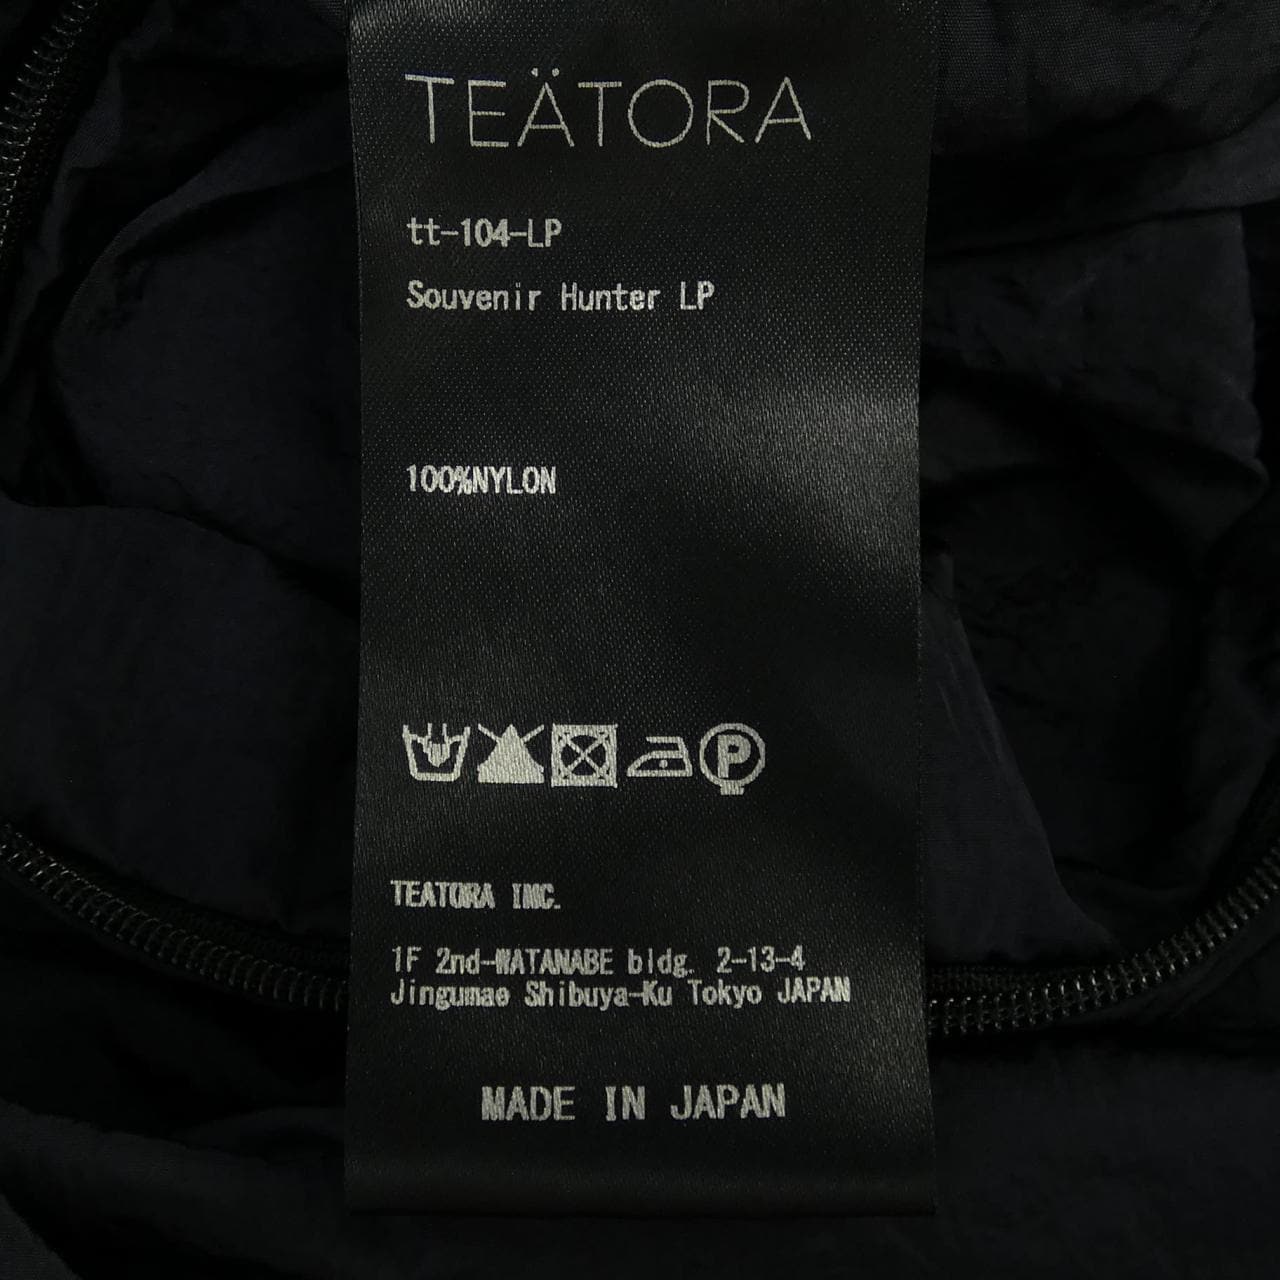 TEÄTORA
tt-104-LP
Souvenir Hunter LP
100%NYLON
P
TEATORA INC.
1F 2nd-WATANABE bldg. 2-13-4
Jingumae Shibuya-Ku Tokyo JAPAN
MADE IN JAPAN